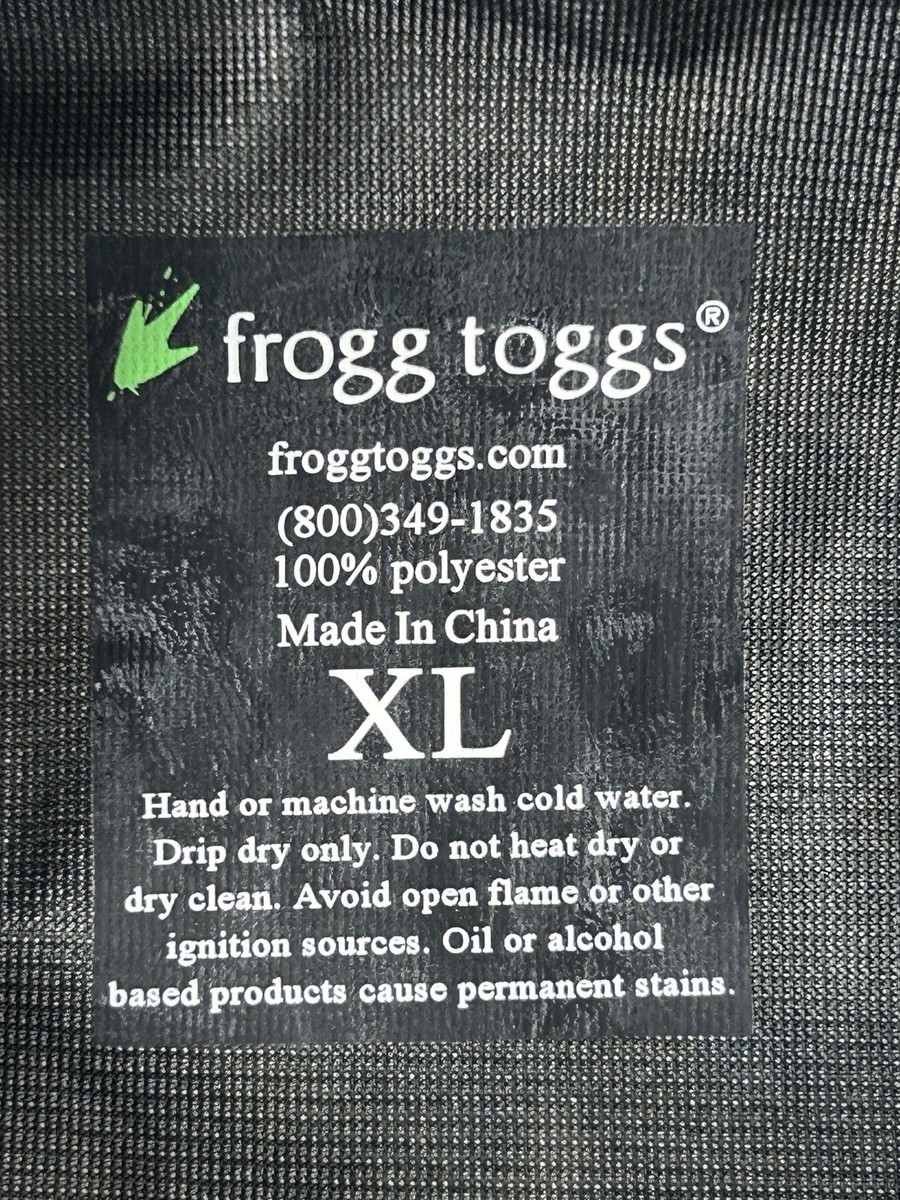 frogg toggs®
froggtoggs.com
(800)349-1835
100% polyester
Made In China
XL
Hand or machine wash cold water.
Drip dry only. Do not heat dry or
dry clean. Avoid open flame or other
ignition sources. Oil or alcohol
based products cause permanent stains.